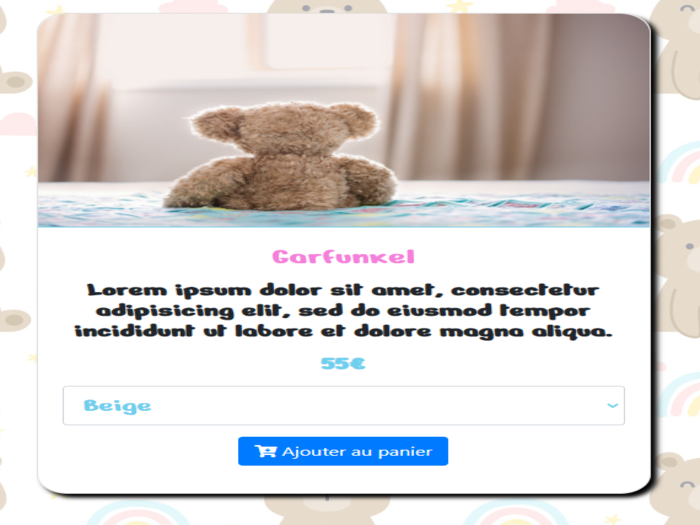 Garfunkel
Lorem ipsum dolor sit amet, consectetur
adipisicing elit, sed do eiusmod tempor
incididunt ut labore et dolore magna aliqua.
55€
Beige
Ajouter au panier